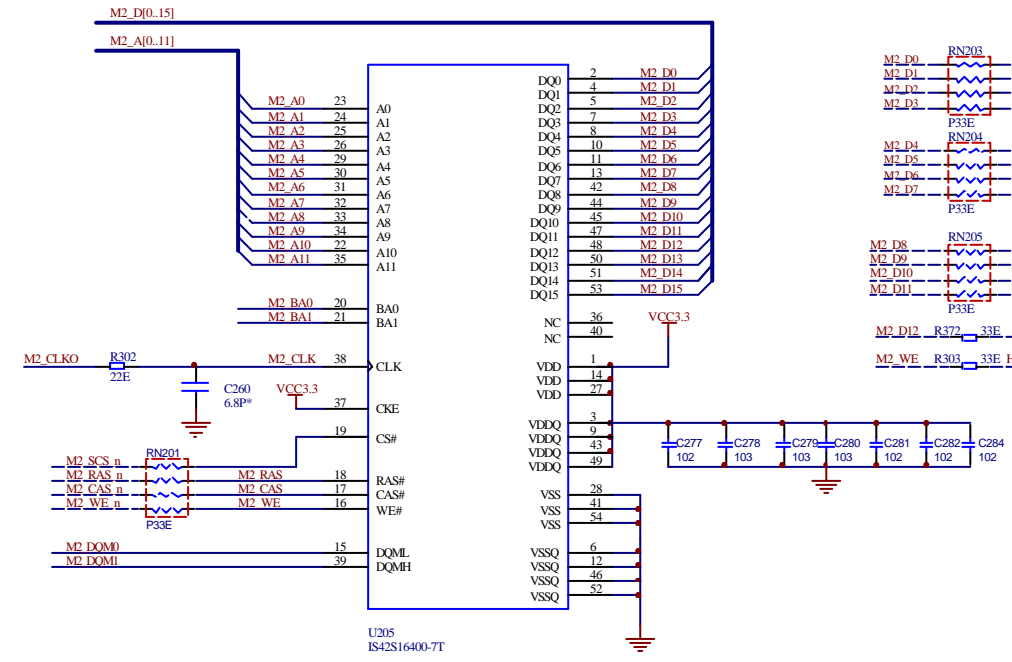 M2_D[0..15]
M2_A[0..11]
M2_A0 23 A0
M2_A1 24 A1
M2_A2 25 A2
M2_A3 26 A3
M2_A4 29 A4
M2_A5 30 A5
M2_A6 31 A6
M2_A7 32 A7
M2_A8 33 A8
M2_A9 34 A9
M2_A10 22 A10
M2_A11 35 A11
M2_BA0 20 BA0
M2_BA1 21 BA1
M2_CLKO R302 M2_CLK 38 CLK
22E
C260
6.8P*
VCC3.3
37 CKE
19 CS#
RN201
M2_SCS_n
M2_RAS_n M2_RAS 18 RAS#
M2_CAS_n M2_CAS 17 CAS#
M2_WE_n M2_WE 16 WE#
P33E
M2_DQM0 15 DQML
M2_DQM1 39 DQMH
DQ0 2 M2_D0
DQ1 4 M2_D1
DQ2 5 M2_D2
DQ3 7 M2_D3
DQ4 8 M2_D4
DQ5 10 M2_D5
DQ6 11 M2_D6
DQ7 13 M2_D7
DQ8 42 M2_D8
DQ9 44 M2_D9
DQ10 45 M2_D10
DQ11 47 M2_D11
DQ12 48 M2_D12
DQ13 50 M2_D13
DQ14 51 M2_D14
DQ15 53 M2_D15
NC 36
NC 40
VCC3.3
VDD 1
VDD 14
VDD 27
VDDQ 3
VDDQ 9
VDDQ 43
VDDQ 49
VSS 28
VSS 41
VSS 54
VSSQ 6
VSSQ 12
VSSQ 46
VSSQ 52
U205
IS42S16400-7T
C277 C278 C279 C280 C281 C282 C284
102 103 103 103 102 102 102
RN203
M2_D0
M2_D1
M2_D2
M2_D3
P33E
RN204
M2_D4
M2_D5
M2_D6
M2_D7
P33E
RN205
M2_D8
M2_D9
M2_D10
M2_D11
P33E
M2_D12 R372 33E
M2_WE R303 33E H